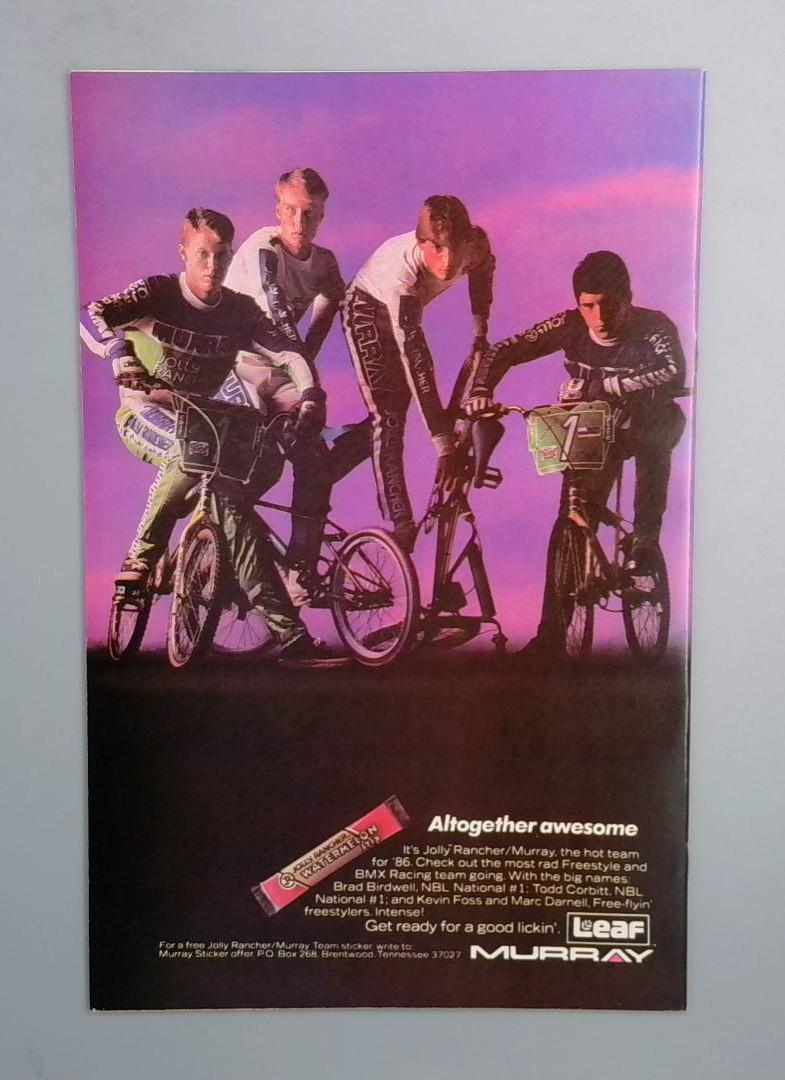 MURRAY
JOLLY
RANCHER
JOLLY RANCHER
1
JOLLY RANCHER
WATERMELON
STIX
Altogether awesome
It's Jolly Rancher/Murray, the hot team
for '86. Check out the most rad Freestyle and
BMX Racing team going. With the big names:
Brad Birdwell, NBL National #1; Todd Corbitt, NBL
National #1; and Kevin Foss and Marc Darnell, Free-flyin'
freestylers. Intense!
Get ready for a good lickin'.
Leaf
For a free Jolly Rancher/Murray Team sticker, write to:
Murray Sticker offer, P.O. Box 268, Brentwood, Tennessee 37027
MURRAY